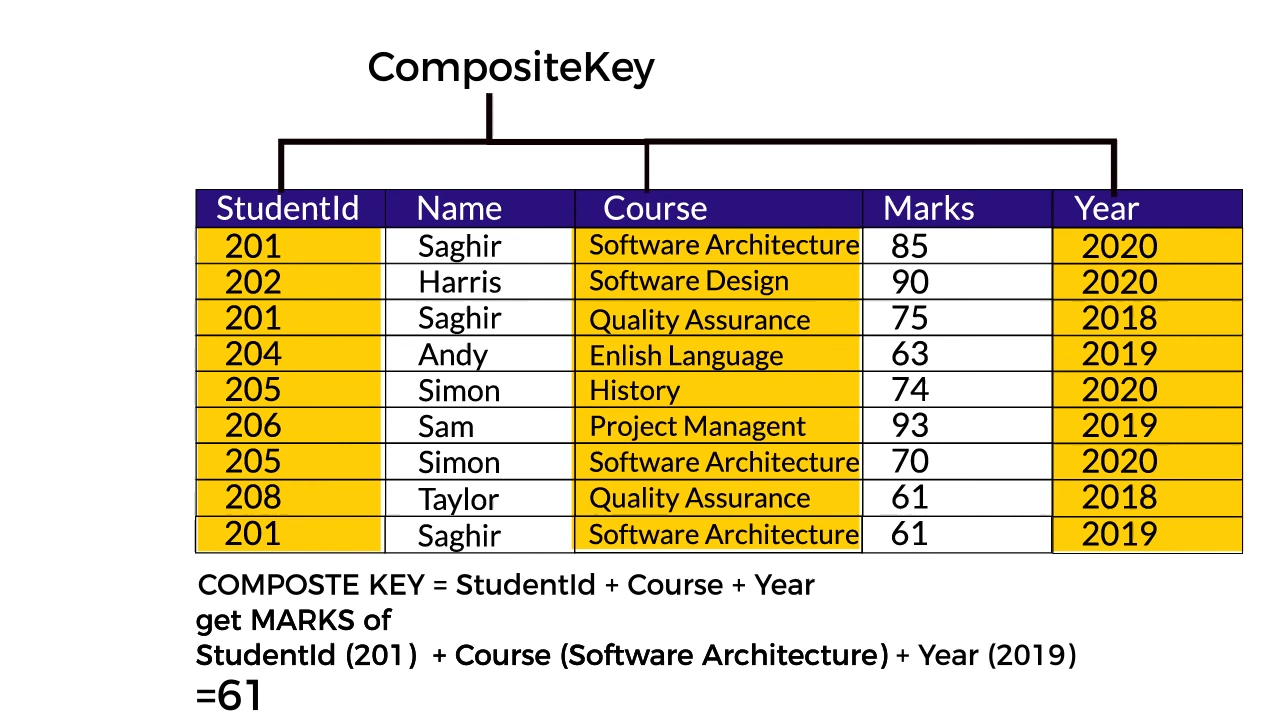 CompositeKey
StudentId Name Course Marks Year
201 Saghir Software Architecture 85 2020
202 Harris Software Design 90 2020
201 Saghir Quality Assurance 75 2018
204 Andy Enlish Language 63 2019
205 Simon History 74 2020
206 Sam Project Managent 93 2019
205 Simon Software Architecture 70 2020
208 Taylor Quality Assurance 61 2018
201 Saghir Software Architecture 61 2019
COMPOSTE KEY = StudentId + Course + Year
get MARKS of
StudentId (201) + Course (Software Architecture) + Year (2019)
=61